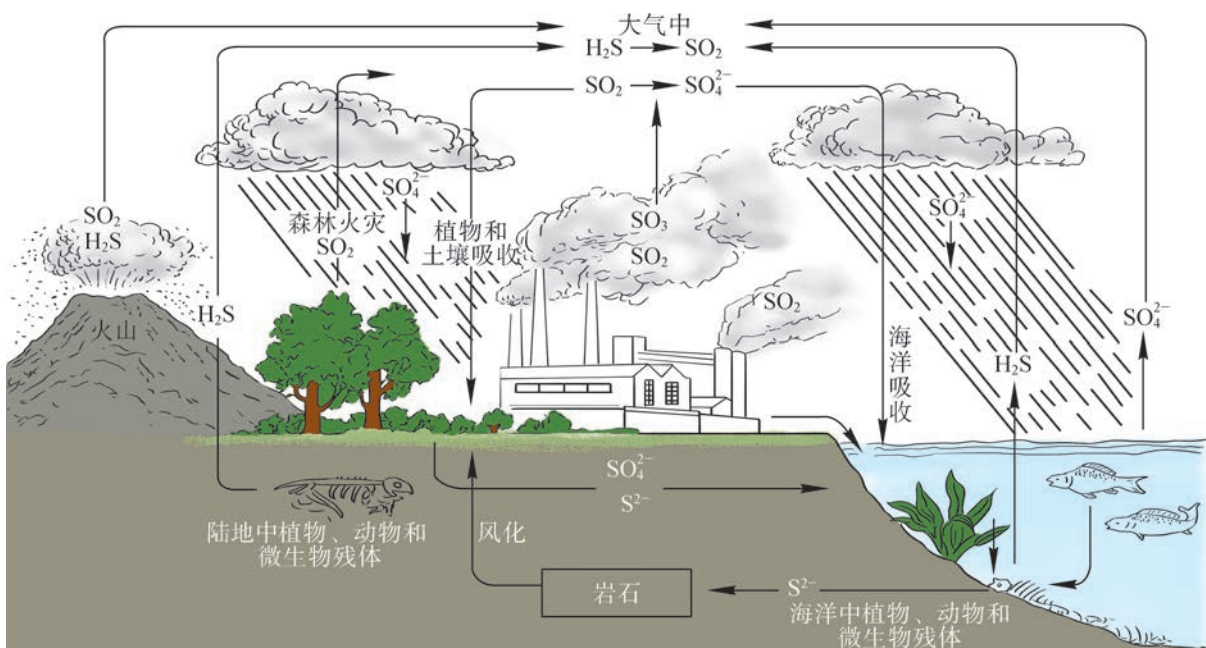 大气中
H₂S → SO₂
SO₂ → SO₄²⁻
SO₂
H₂S
火山
H₂S
森林火灾
SO₂
SO₄²⁻
植物和
土壤吸收
SO₃
SO₂
SO₂
SO₄²⁻
海洋吸收
H₂S
SO₄²⁻
SO₄²⁻
S²⁻
陆地中植物、动物和
微生物残体
风化
岩石
S²⁻
海洋中植物、动物和
微生物残体